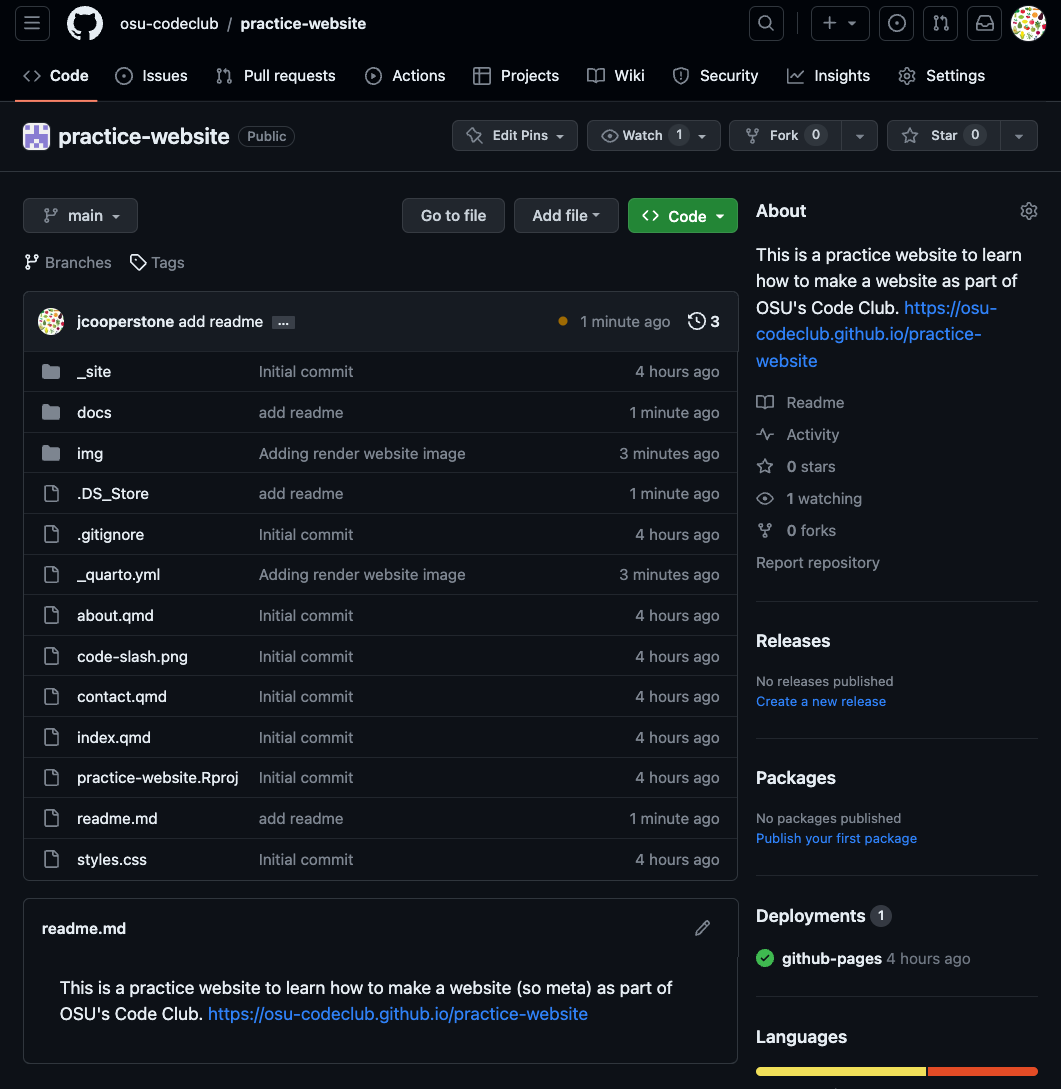 osu-codeclub / practice-website
Code Issues Pull requests Actions Projects Wiki Security Insights Settings
practice-website Public Edit Pins Watch 1 Fork 0 Star 0
main Go to file Add file Code
Branches Tags
jcooperstone add readme ... 1 minute ago 3
_site Initial commit 4 hours ago
docs add readme 1 minute ago
img Adding render website image 3 minutes ago
.DS_Store add readme 1 minute ago
.gitignore Initial commit 4 hours ago
_quarto.yml Adding render website image 3 minutes ago
about.qmd Initial commit 4 hours ago
code-slash.png Initial commit 4 hours ago
contact.qmd Initial commit 4 hours ago
index.qmd Initial commit 4 hours ago
practice-website.Rproj Initial commit 4 hours ago
readme.md add readme 1 minute ago
styles.css Initial commit 4 hours ago
readme.md
This is a practice website to learn how to make a website (so meta) as part of
OSU's Code Club. https://osu-codeclub.github.io/practice-website
About
This is a practice website to learn
how to make a website as part of
OSU's Code Club. https://osu-
codeclub.github.io/practice-
website
Readme
Activity
0 stars
1 watching
0 forks
Report repository
Releases
No releases published
Create a new release
Packages
No packages published
Publish your first package
Deployments 1
github-pages 4 hours ago
Languages